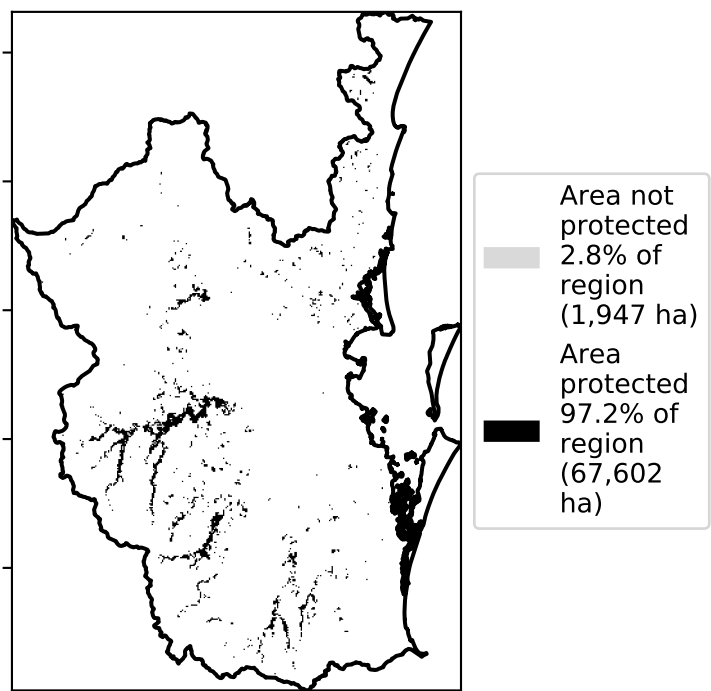 Area not
protected
2.8% of
region
(1,947 ha)
Area
protected
97.2% of
region
(67,602
ha)